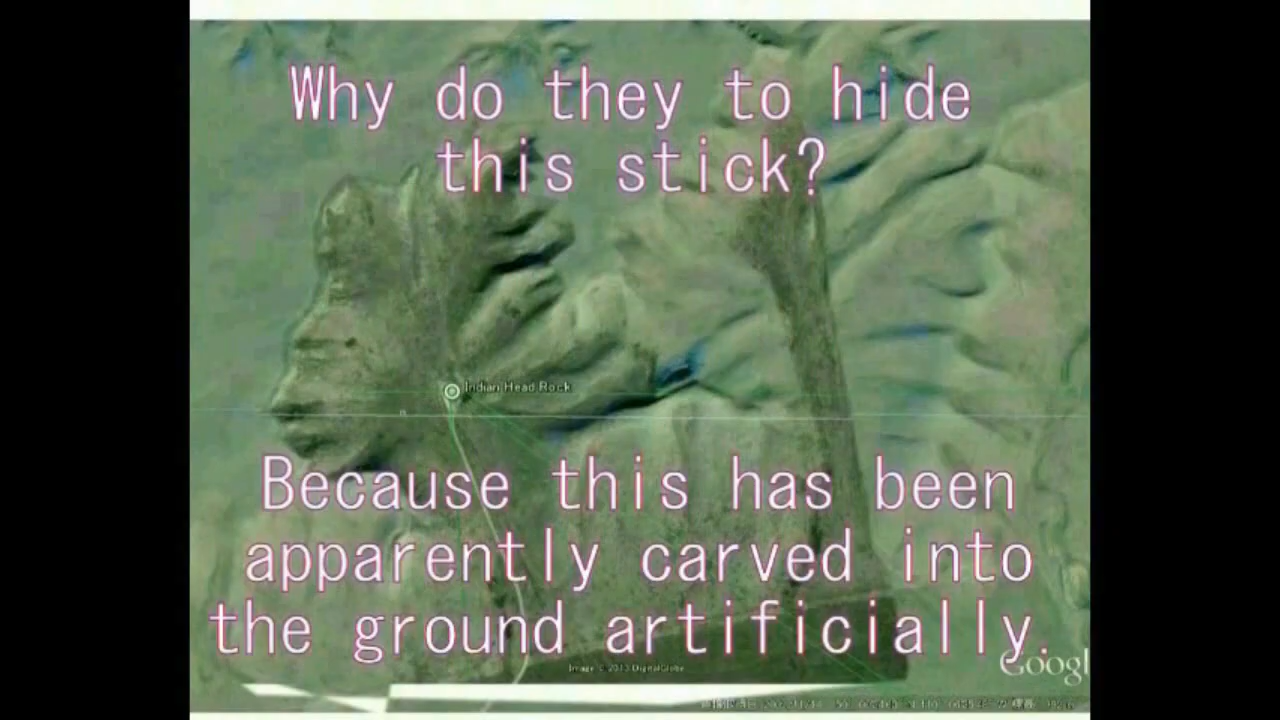 Why do they to hide
this stick?
Indian Head Rock
Because this has been
apparently carved into
the ground artificially.
Image © 2013 DigitalGlobe
Googl